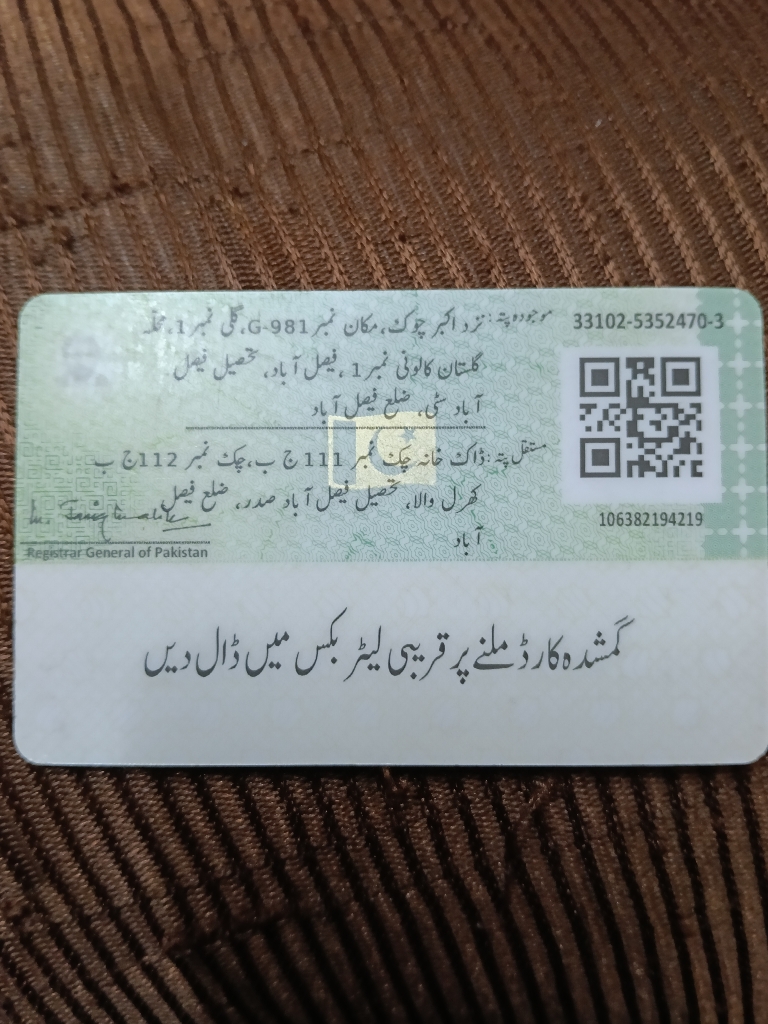 موجودہ پتہ: نزد اکبر چوک، مکان نمبر G-981، گلی نمبر 1، محلہ
گلستان کالونی نمبر 1، فیصل آباد، تحصیل فیصل
آباد سٹی، ضلع فیصل آباد
33102-5352470-3
مستقل پتہ: ڈاک خانہ چک نمبر 111 ج ب، چک نمبر 112 ج ب
کھرل والا، تحصیل فیصل آباد صدر، ضلع فیصل
آباد
106382194219
Registrar General of Pakistan
گمشدہ کارڈ ملنے پر قریبی لیٹر بکس میں ڈال دیں